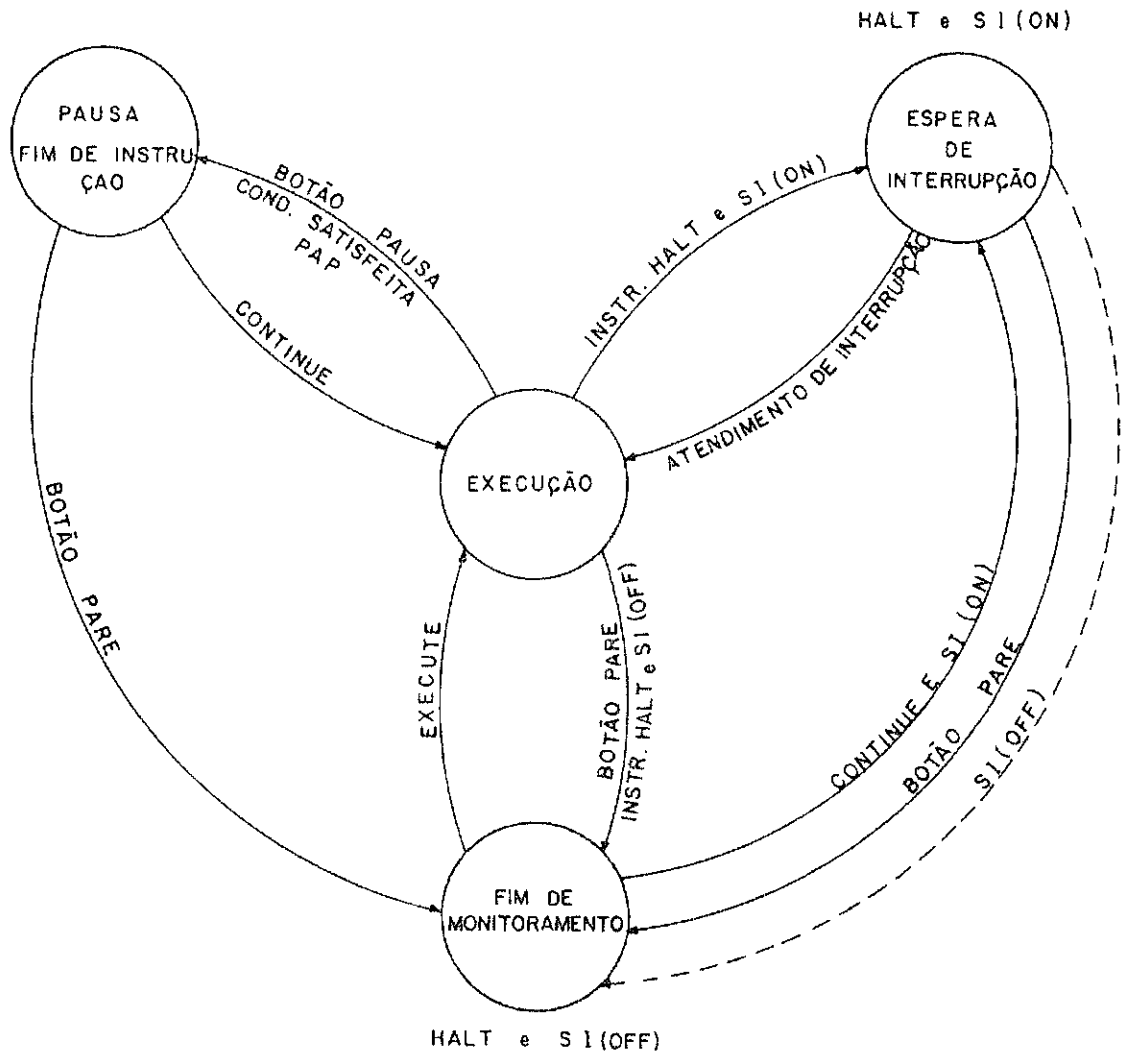 HALT e SI(ON)
PAUSA
FIM DE INSTRU
ÇAO
ESPERA
DE
INTERRUPÇÃO
BOTÃO PAUSA
COND. SATISFEITA
PAP
CONTINUE
INSTR. HALT e SI(ON)
ATENDIMENTO DE INTERRUPÇÃO
EXECUÇÃO
BOTÃO PARE
EXECUTE
BOTÃO PARE
INSTR. HALT e SI(OFF)
CONTINUE E SI(ON)
BOTÃO PARE
SI(OFF)
FIM DE
MONITORAMENTO
HALT e SI(OFF)